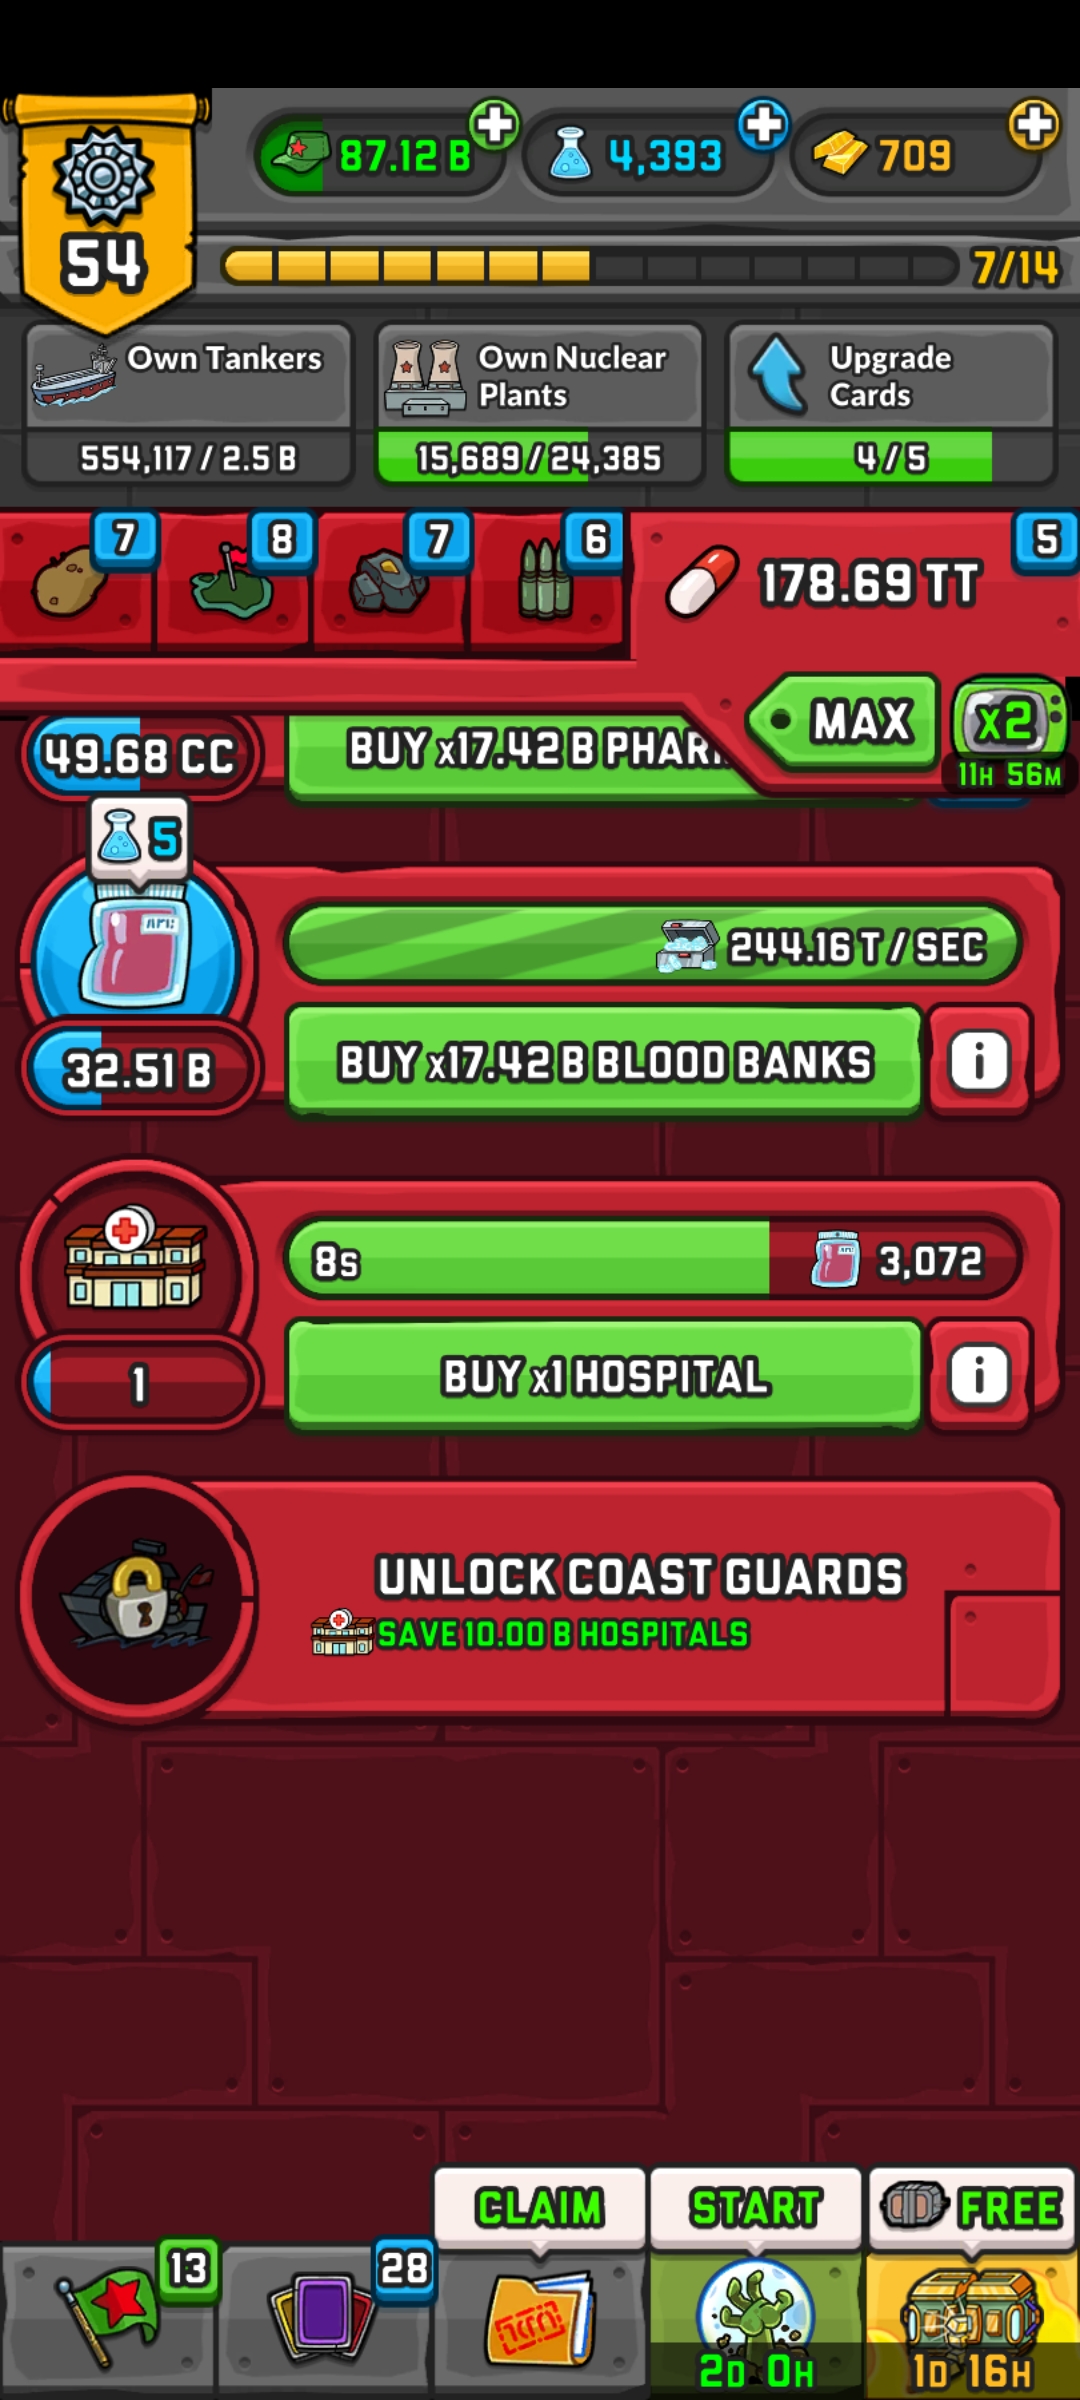 87.12 B
4,393
709
54
7/14
Own Tankers
554,117 / 2.5 B
Own Nuclear
Plants
15,689 / 24,385
Upgrade
Cards
4 / 5
7
8
7
6
5
178.69 TT
MAX
x2
11H 56M
49.68 CC
BUY x17.42 B PHAR
5
244.16 T / SEC
32.51 B
BUY x17.42 B BLOOD BANKS
i
8s
3,072
1
BUY x1 HOSPITAL
i
UNLOCK COAST GUARDS
SAVE 10.00 B HOSPITALS
CLAIM
START
FREE
13
28
2D 0H
1D 16H